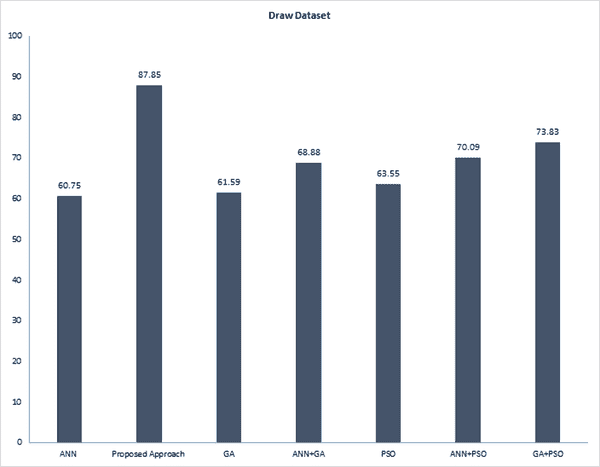 Draw Dataset
100
90
80
70
60
50
40
30
20
10
0
60.75
87.85
61.59
68.88
63.55
70.09
73.83
ANN
Proposed Approach
GA
ANN+GA
PSO
ANN+PSO
GA+PSO